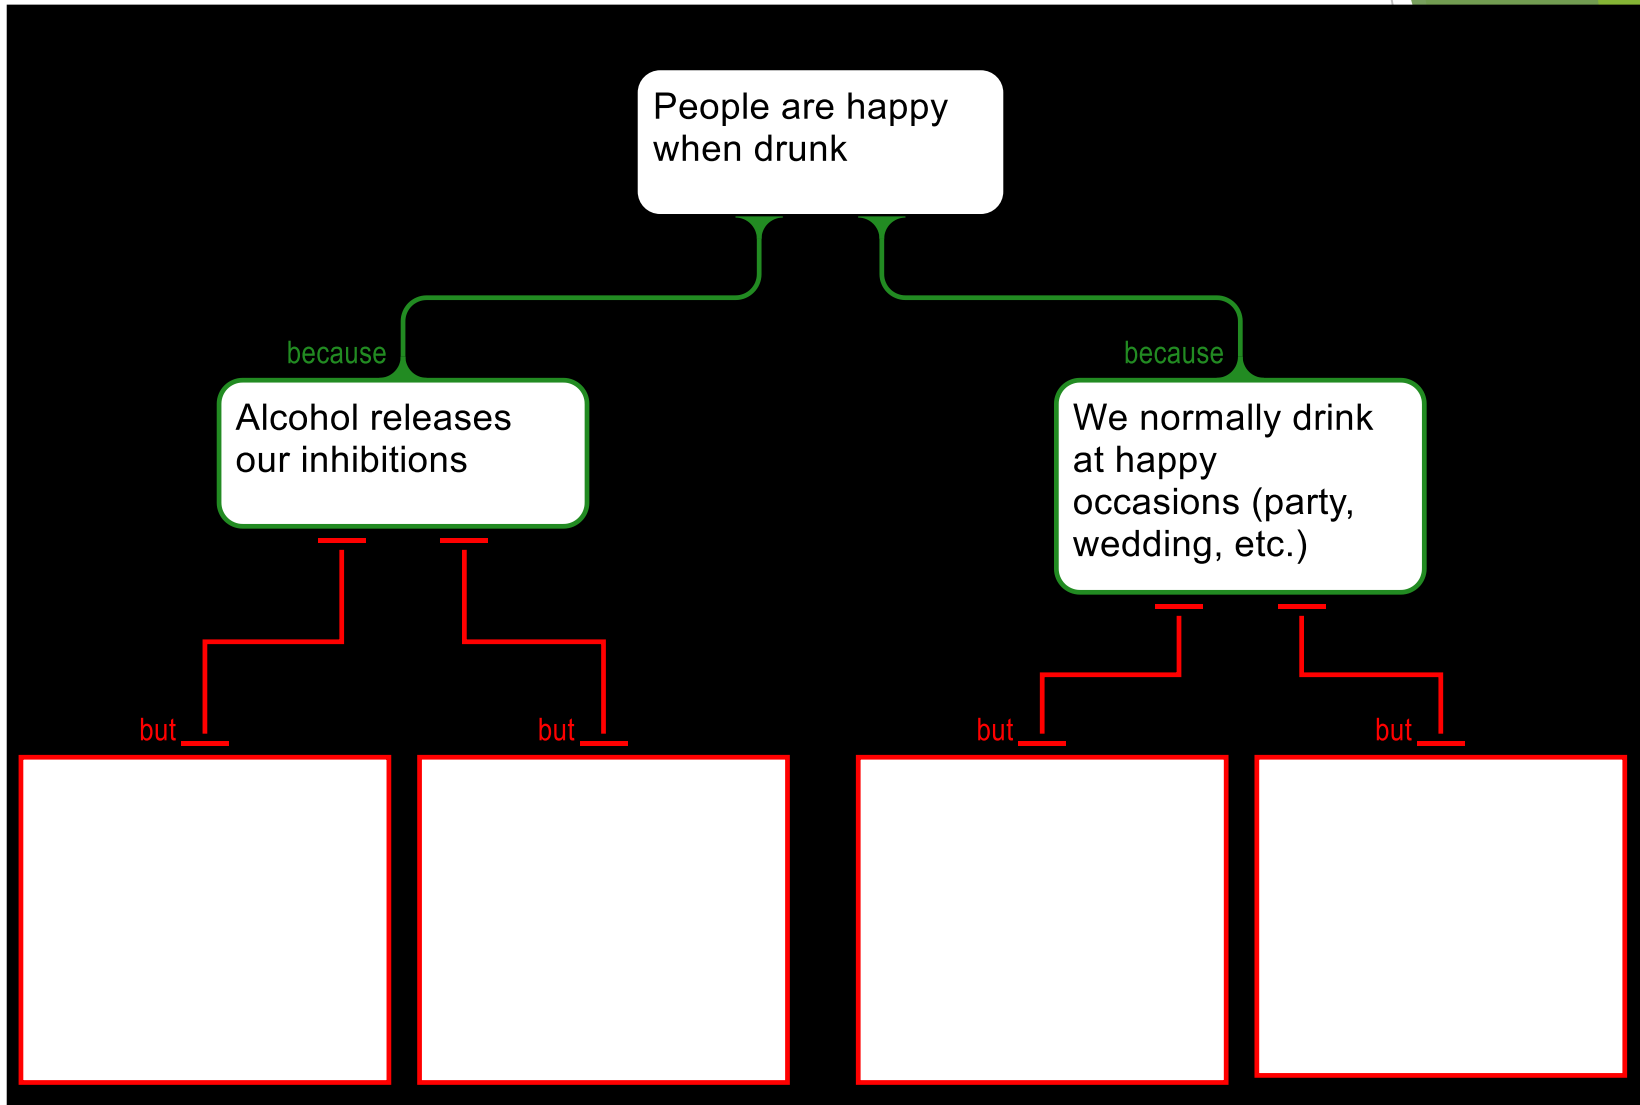 People are happy
when drunk
because
because
Alcohol releases
our inhibitions
We normally drink
at happy
occasions (party,
wedding, etc.)
but
but
but
but